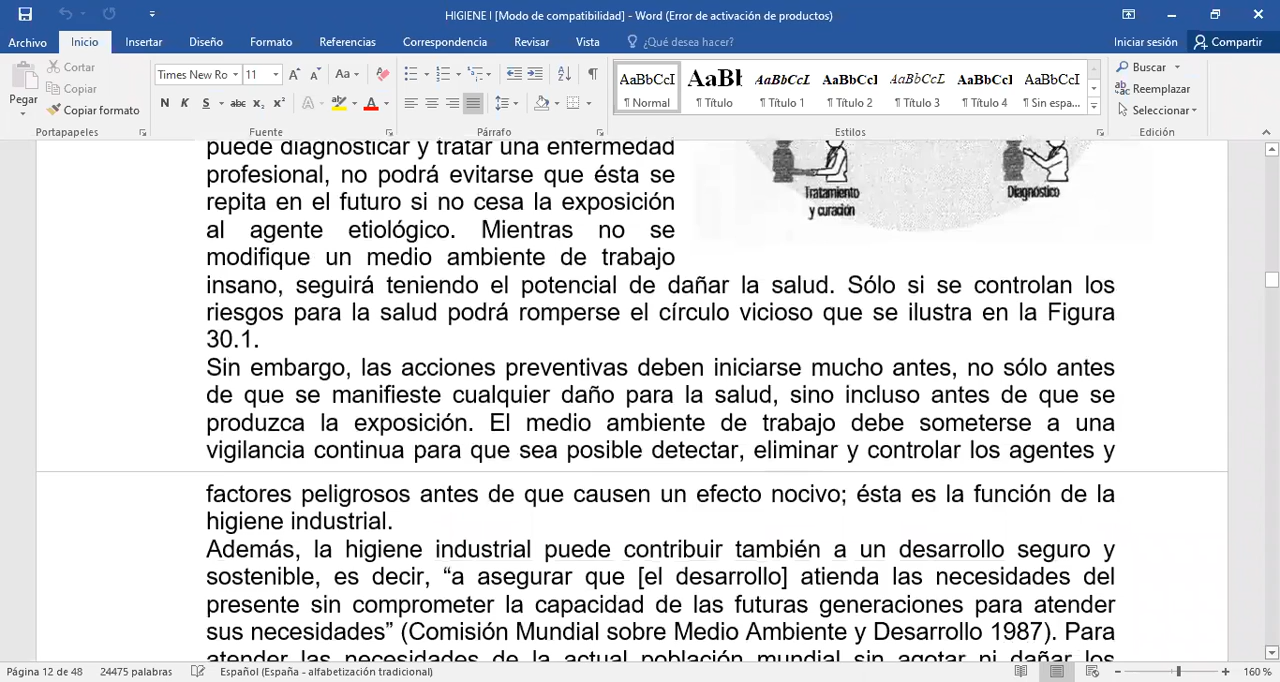 HIGIENE I [Modo de compatibilidad] - Word (Error de activación de productos)
Archivo Inicio Insertar Diseño Formato Referencias Correspondencia Revisar Vista ¿Qué desea hacer? Iniciar sesión Compartir
Pegar
Cortar
Copiar
Copiar formato
Portapapeles
Times New Ro 11
N K S abc x₂ x²
Fuente
Párrafo
AaBbCcI AaBb AaBbCcL AaBbCcI AaBbCcL AaBbCcI AaBbCcI
¶ Normal ¶ Título ¶ Título 1 ¶ Título 2 ¶ Título 3 ¶ Título 4 ¶ Sin espa...
Estilos
Buscar
Reemplazar
Seleccionar
Edición
puede diagnosticar y tratar una enfermedad
profesional, no podrá evitarse que ésta se
repita en el futuro si no cesa la exposición
al agente etiológico. Mientras no se
modifique un medio ambiente de trabajo
Tratamiento
y curación
Diagnóstico
insano, seguirá teniendo el potencial de dañar la salud. Sólo si se controlan los
riesgos para la salud podrá romperse el círculo vicioso que se ilustra en la Figura
30.1.
Sin embargo, las acciones preventivas deben iniciarse mucho antes, no sólo antes
de que se manifieste cualquier daño para la salud, sino incluso antes de que se
produzca la exposición. El medio ambiente de trabajo debe someterse a una
vigilancia continua para que sea posible detectar, eliminar y controlar los agentes y
factores peligrosos antes de que causen un efecto nocivo; ésta es la función de la
higiene industrial.
Además, la higiene industrial puede contribuir también a un desarrollo seguro y
sostenible, es decir, “a asegurar que [el desarrollo] atienda las necesidades del
presente sin comprometer la capacidad de las futuras generaciones para atender
sus necesidades” (Comisión Mundial sobre Medio Ambiente y Desarrollo 1987). Para
atender las necesidades de la actual población mundial sin agotar ni dañar los
Página 12 de 48 24475 palabras Español (España - alfabetización tradicional) 160 %